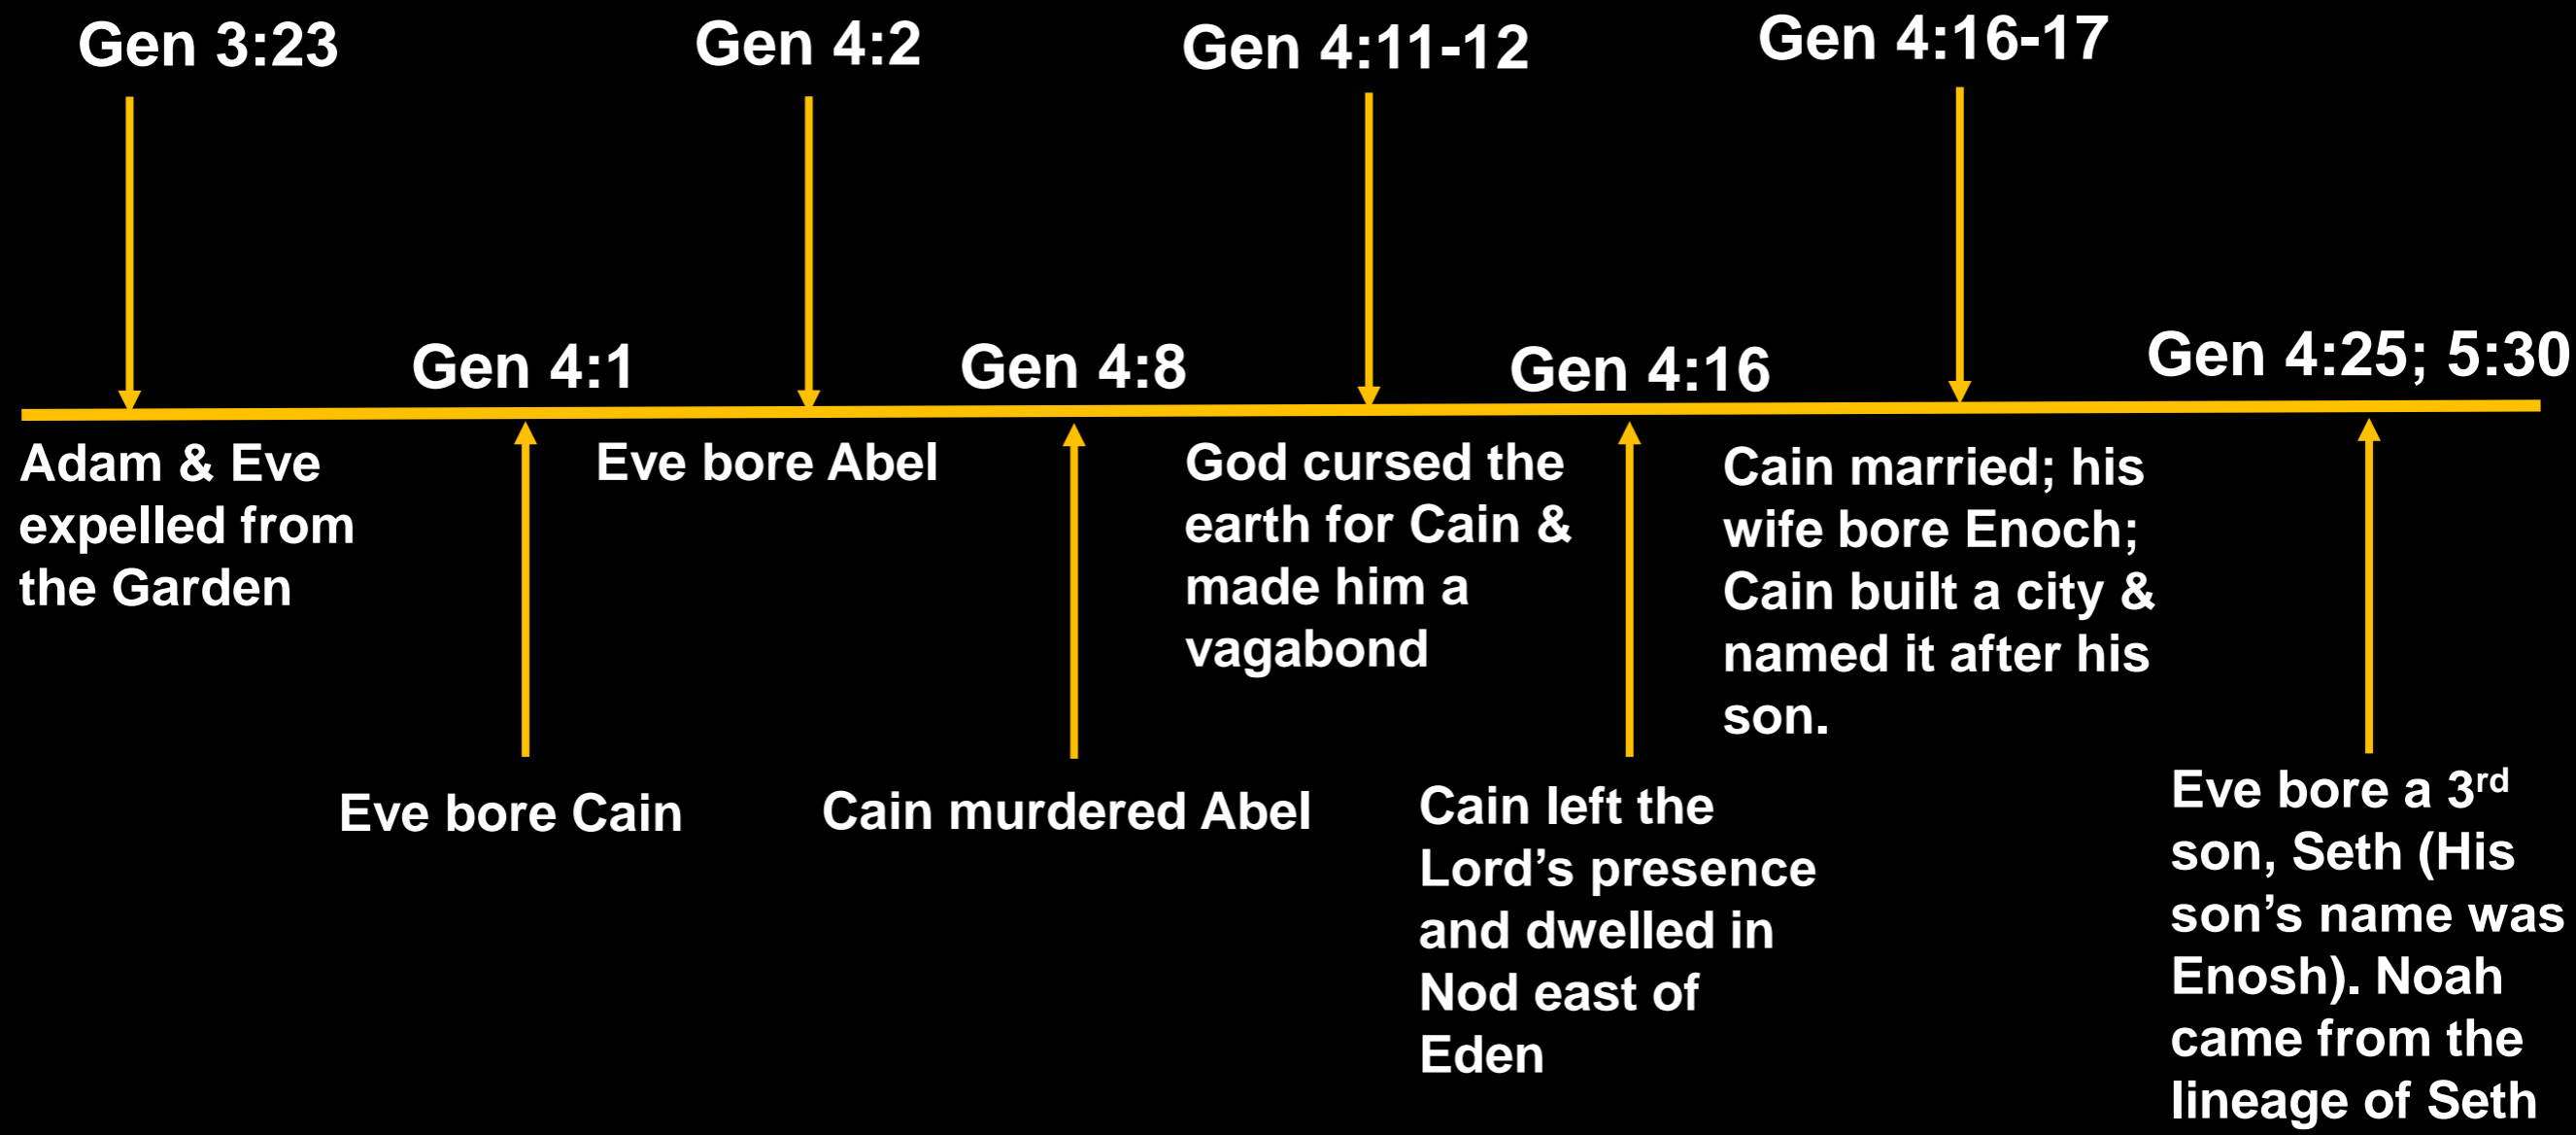 Gen 3:23
Gen 4:2
Gen 4:11-12
Gen 4:16-17
Gen 4:1
Gen 4:8
Gen 4:16
Gen 4:25; 5:30
Adam & Eve
expelled from
the Garden
Eve bore Abel
God cursed the
earth for Cain &
made him a
vagabond
Cain married; his
wife bore Enoch;
Cain built a city &
named it after his
son.
Eve bore Cain
Cain murdered Abel
Cain left the
Lord’s presence
and dwelled in
Nod east of
Eden
Eve bore a 3rd
son, Seth (His
son’s name was
Enosh). Noah
came from the
lineage of Seth